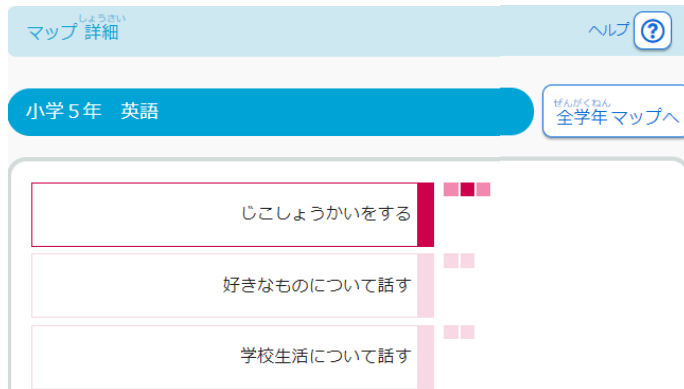 しょうさい
マップ 詳細
ヘルプ ?
小学5年 英語
ぜんがくねん
全学年マップへ
じこしょうかいをする
好きなものについて話す
学校生活について話す